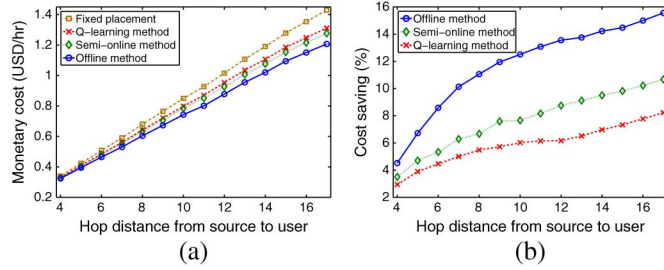 Fixed placement
Q-learning method
Semi-online method
Offline method
Monetary cost (USD/hr)
1.4
1.2
1
0.8
0.6
0.4
0.2
4 6 8 10 12 14 16
Hop distance from source to user
(a)
Offline method
Semi-online method
Q-learning method
Cost saving (%)
16
14
12
10
8
6
4
2
4 6 8 10 12 14 16
Hop distance from source to user
(b)